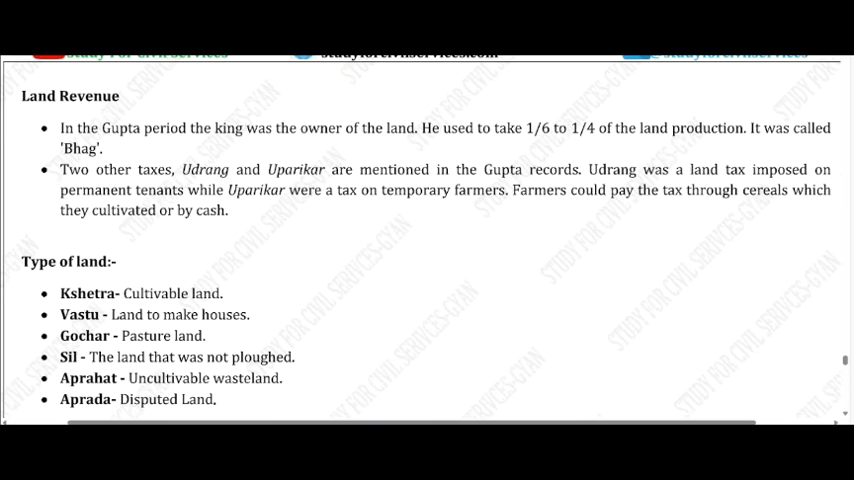 Land Revenue
• In the Gupta period the king was the owner of the land. He used to take 1/6 to 1/4 of the land production. It was called
'Bhag'.
• Two other taxes, Udrang and Uparikar are mentioned in the Gupta records. Udrang was a land tax imposed on
permanent tenants while Uparikar were a tax on temporary farmers. Farmers could pay the tax through cereals which
they cultivated or by cash.
Type of land:-
• Kshetra- Cultivable land.
• Vastu - Land to make houses.
• Gochar - Pasture land.
• Sil - The land that was not ploughed.
• Aprahat - Uncultivable wasteland.
• Aprada- Disputed Land.
STUDY FOR CIVIL SERIVCES-GYAN